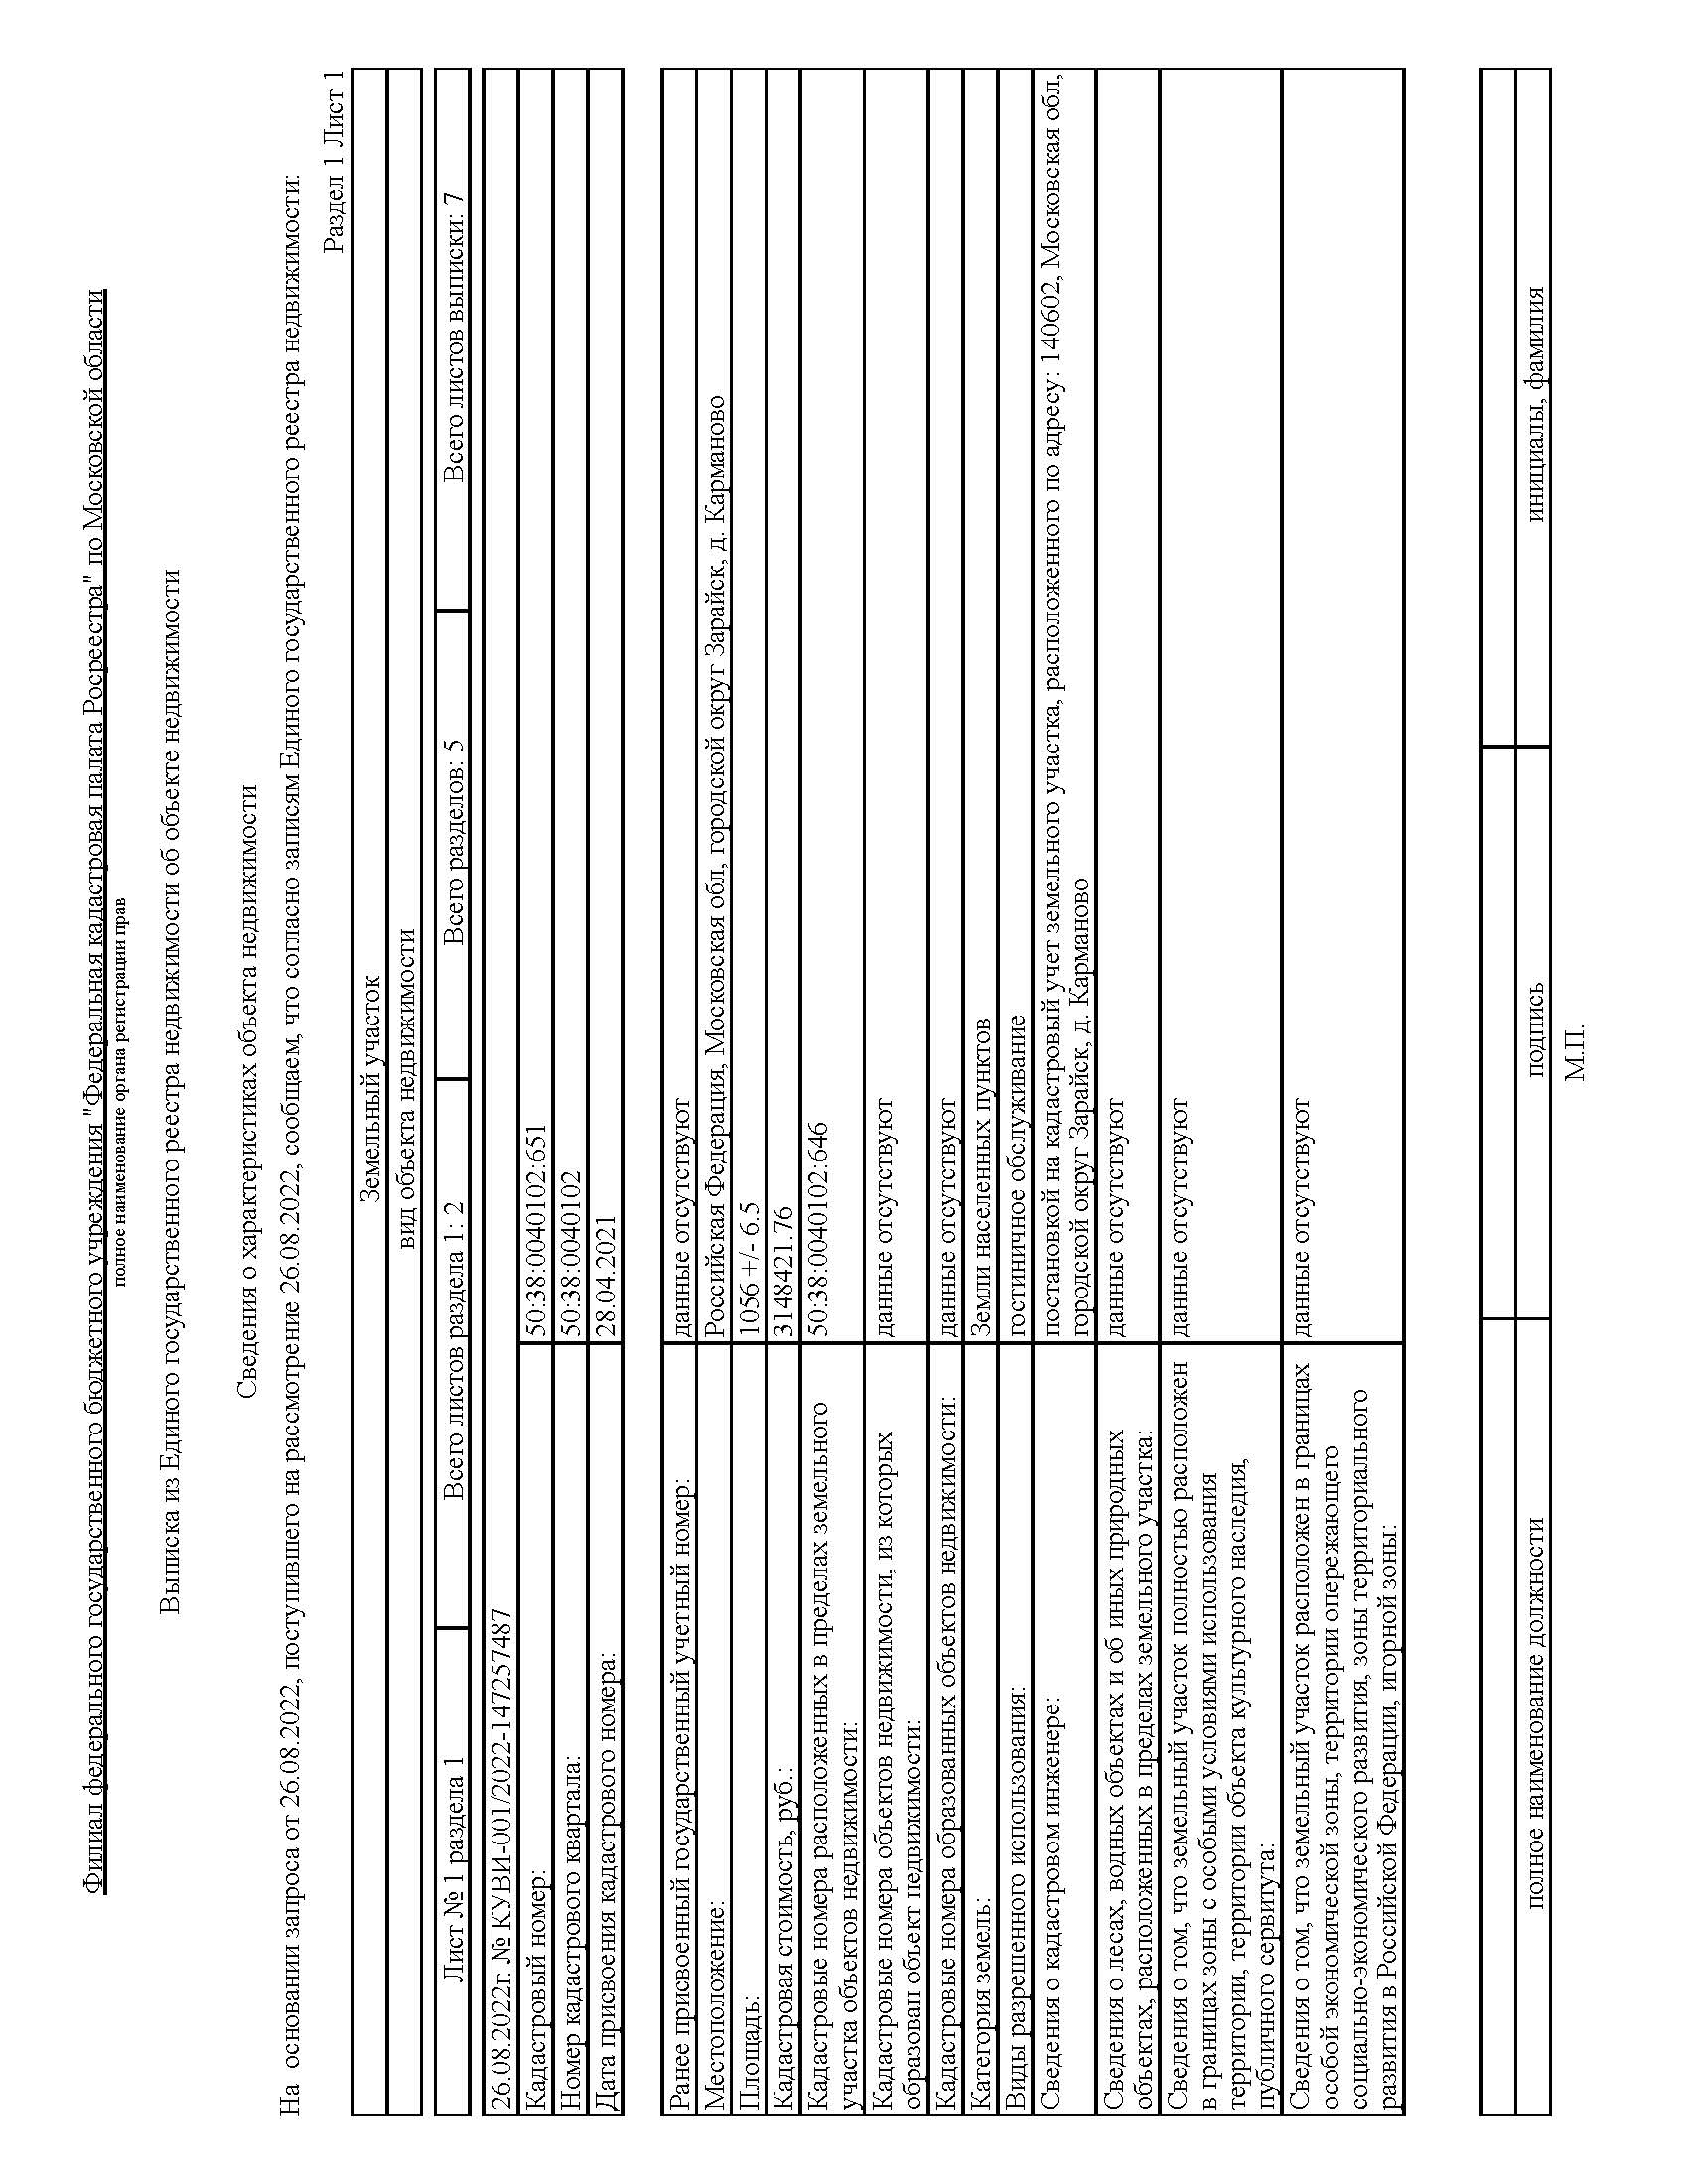 Филиал федерального государственного бюджетного учреждения "Федеральная кадастровая палата Росреестра" по Московской области
полное наименование органа регистрации прав
Выписка из Единого государственного реестра недвижимости об объекте недвижимости
Сведения о характеристиках объекта недвижимости
На основании запроса от 26.08.2022, поступившего на рассмотрение 26.08.2022, сообщаем, что согласно записям Единого государственного реестра недвижимости:
Раздел 1 Лист 1
Земельный участок
вид объекта недвижимости
Лист № 1 раздела 1 Всего листов раздела 1: 2 Всего разделов: 5 Всего листов выписки: 7
26.08.2022г. № КУВИ-001/2022-147257487
Кадастровый номер: 50:38:0040102:651
Номер кадастрового квартала: 50:38:0040102
Дата присвоения кадастрового номера: 28.04.2021
Ранее присвоенный государственный учетный номер: данные отсутствуют
Местоположение: Российская Федерация, Московская обл, городской округ Зарайск, д. Карманово
Площадь: 1056 +/- 6.5
Кадастровая стоимость, руб.: 3148421.76
Кадастровые номера расположенных в пределах земельного 50:38:0040102:646
участка объектов недвижимости:
Кадастровые номера объектов недвижимости, из которых данные отсутствуют
образован объект недвижимости:
Кадастровые номера образованных объектов недвижимости: данные отсутствуют
Категория земель: Земли населенных пунктов
Виды разрешенного использования: гостиничное обслуживание
Сведения о кадастровом инженере: постановкой на кадастровый учет земельного участка, расположенного по адресу: 140602, Московская обл,
городской округ Зарайск, д. Карманово
Сведения о лесах, водных объектах и об иных природных данные отсутствуют
объектах, расположенных в пределах земельного участка:
Сведения о том, что земельный участок полностью расположен данные отсутствуют
в границах зоны с особыми условиями использования
территории, территории объекта культурного наследия,
публичного сервитута:
Сведения о том, что земельный участок расположен в границах данные отсутствуют
особой экономической зоны, территории опережающего
социально-экономического развития, зоны территориального
развития в Российской Федерации, игорной зоны:
полное наименование должности подпись инициалы, фамилия
М.П.